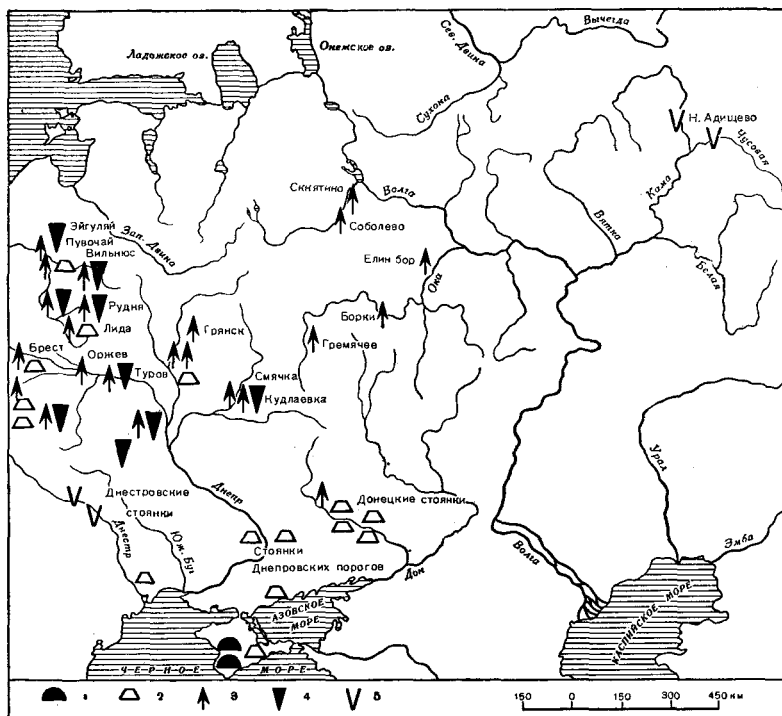 Ладожское ов.
Онежское ов.
Сев. Двина
Вычегда
Сухона
Н. Адищево
Чусовая
Кама
Вятка
Белая
Скнятино
Волга
Соболево
Зап. Двина
Эйгуляй
Пувочай
Вильнюс
Елин бор
Ока
Рудня
Лида
Грянск
Борки
Гремячее
Брест
Оржев
Туров
Смячка
Кудлаевка
Урал
Днепр
Донецкие стоянки
Днестровские
стоянки
Днестр
Юж. Буг
Стоянки
Днепровских порогов
Дон
Волга
Эмба
АЗОВСКОЕ
МОРЕ
КАСПИЙСКОЕ МОРЕ
ЧЕРНОЕ МОРЕ
1 2 3 4 5
150 0 150 300 450 км